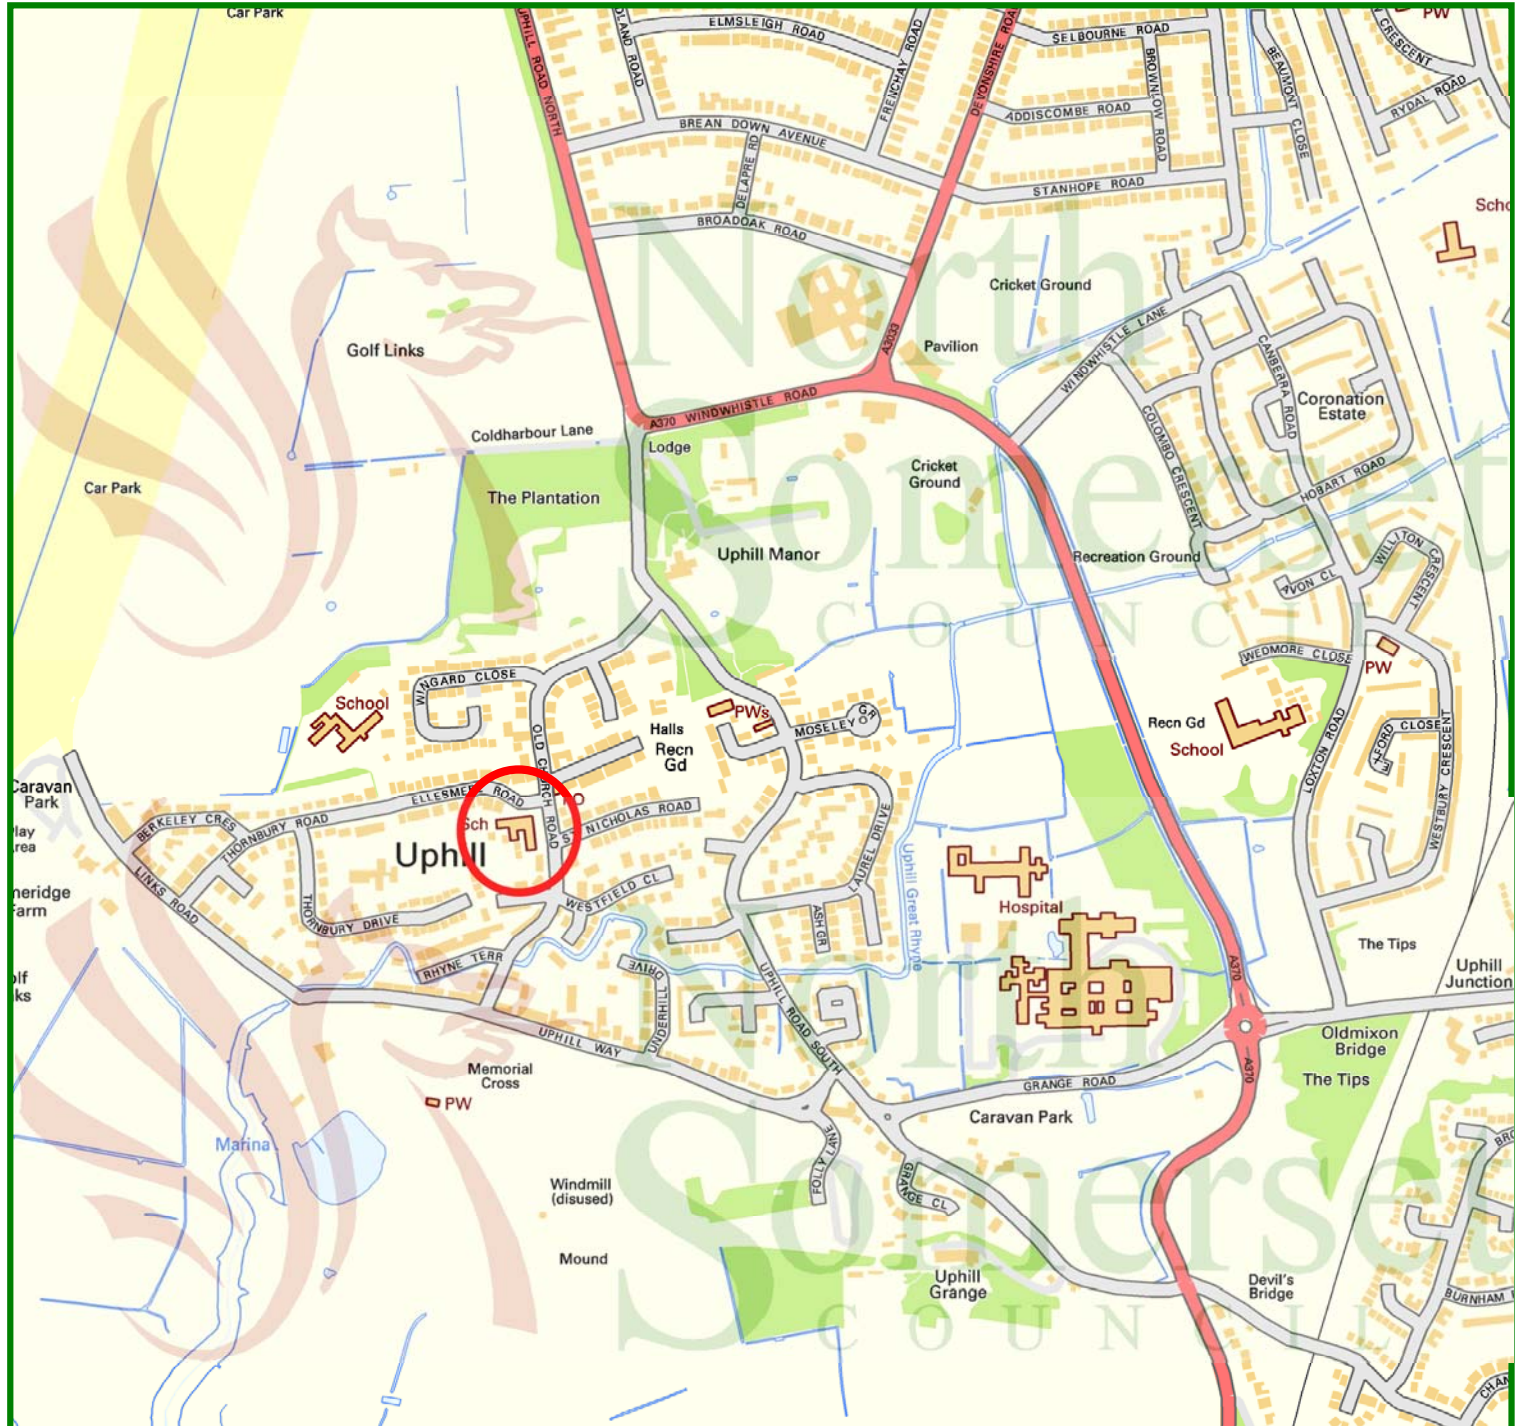 Car Park
UPHILL ROAD NORTH
ELMSLEIGH ROAD
FRENCHAY ROAD
DEVONSHIRE ROA
SELBOURNE ROAD
BROWNLOW ROAD
BEAUMONT CLOSE
PW
CRESCENT
RYDAL ROAD
ADDISCOMBE ROAD
BREAN DOWN AVENUE
DELAPRE RD
STANHOPE ROAD
BROADOAK ROAD
Scho
North
Cricket Ground
Golf Links
A3033
Pavilion
WINDWHISTLE LANE
CANBERRA ROAD
A370 WINDWHISTLE ROAD
Coronation
Estate
Coldharbour Lane
Lodge
COLOMBO CRESCENT
Somerset
Cricket
Ground
HOBART ROAD
Car Park
The Plantation
Uphill Manor
Recreation Ground
WILLITON CRESCENT
AVON CL
COUNCIL
WEDMORE CLOSE
PW
WINGARD CLOSE
School
OLD CHURCH ROAD
Halls
Recn
Gd
PWs
MOSELEY GR
Recn Gd
School
LOXTON ROAD
CLOSE
WESTBURY CRESCENT
Caravan
Park
ELLERSMERE ROAD
Sch
ST NICHOLAS ROAD
BERKELEY CRES
THORNBURY ROAD
Uphill
LAUREL DRIVE
Uphill Great Rhyne
LINKS ROAD
THORNBURY DRIVE
WESTFIELD CL
ASH GR
Hospital
North
The Tips
RHYNE TERR
UNDERHILL DRIVE
UPHILL ROAD SOUTH
A370
Uphill
Junction
UPHILL WAY
Oldmixon
Bridge
Memorial
Cross
GRANGE ROAD
A370
The Tips
PW
Caravan Park
Marina
FOLLY LANE
Somerset
Windmill
(disused)
GRANGE CL
Mound
Uphill
Grange
Devil's
Bridge
BURNHAM
COUNCIL